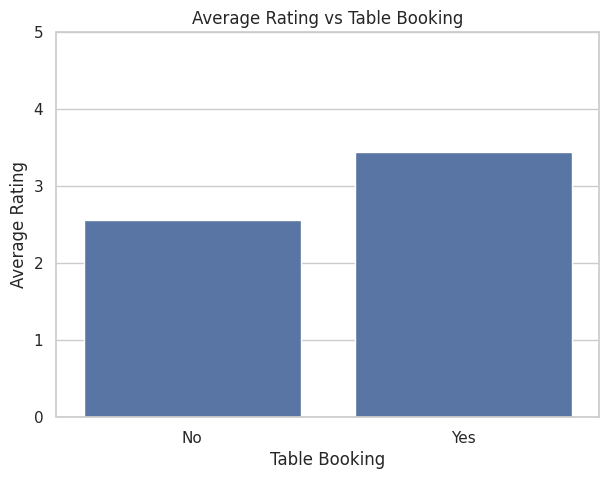 Average Rating vs Table Booking
5
4
3
2
1
0
Average Rating
No
Yes
Table Booking